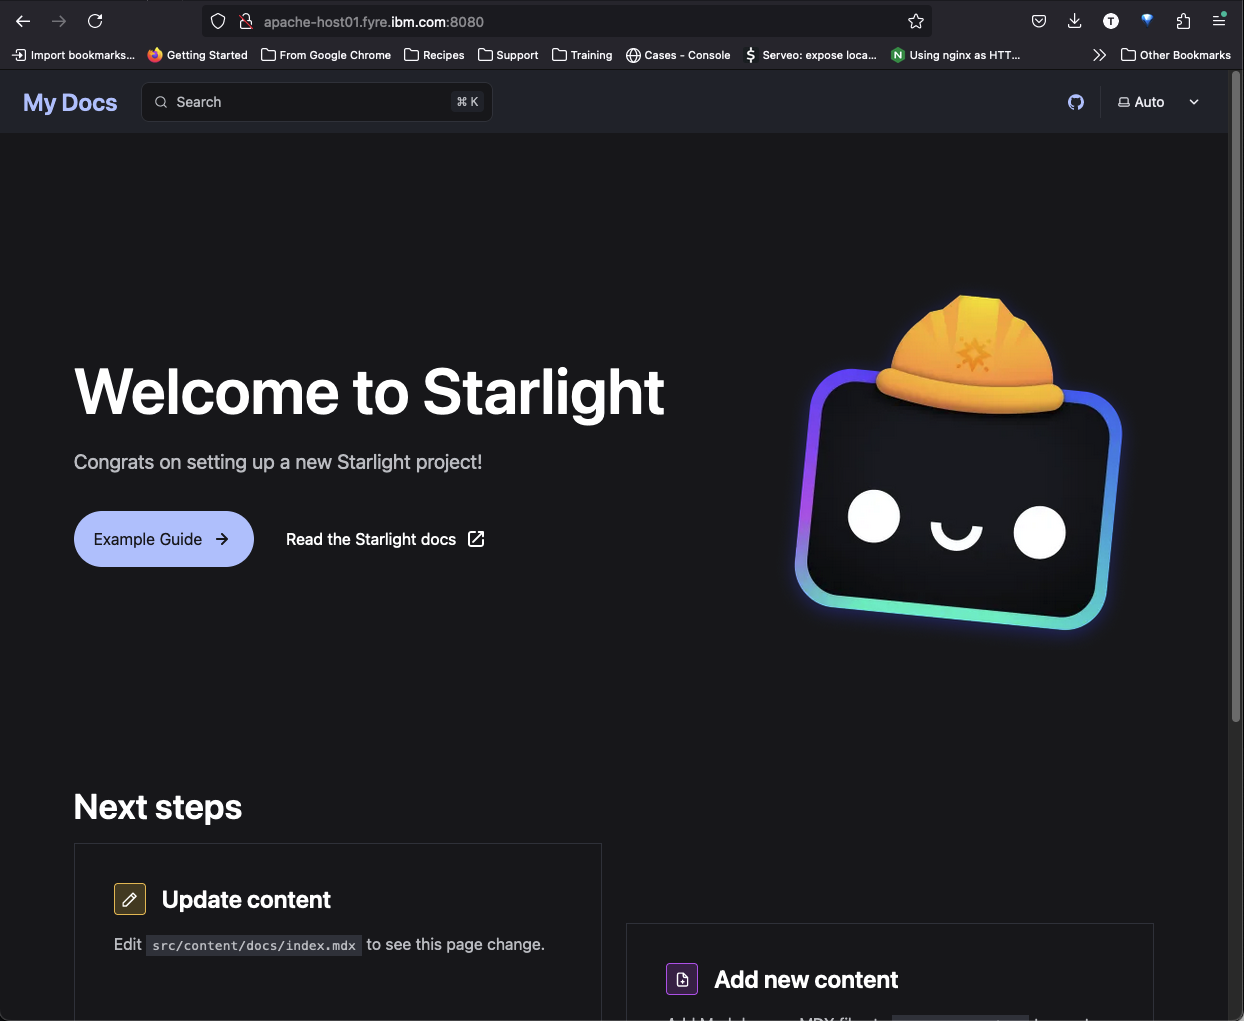 apache-host01.fyre.ibm.com:8080
T
Import bookmarks... Getting Started From Google Chrome Recipes Support Training Cases - Console $ Serveo: expose loca... N Using nginx as HTT... Other Bookmarks
My Docs Search ⌘ K Auto
Welcome to Starlight
Congrats on setting up a new Starlight project!
Example Guide → Read the Starlight docs
Next steps
Update content
Edit src/content/docs/index.mdx to see this page change.
Add new content